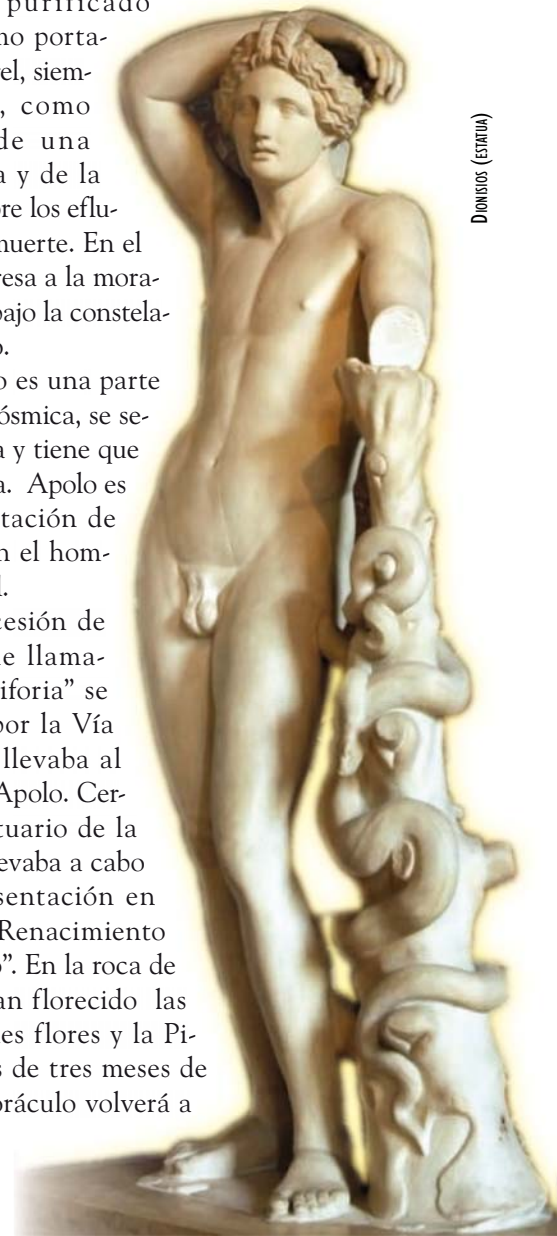 purificado
no porta-
el, siem-
, como
de una
a y de la
re los eflu-
muerte. En el
resa a la mora-
bajo la constela-
o.
o es una parte
ósmica, se se-
a y tiene que
a. Apolo es
tación de
n el hom-
l.
cesión de
e llama-
iforia” se
por la Vía
llevaba al
Apolo. Cer-
tuario de la
evaba a cabo
sentación en
Renacimiento
o”. En la roca de
an florecido las
es flores y la Pi-
s de tres meses de
oráculo volverá a
Dionisios (estatua)